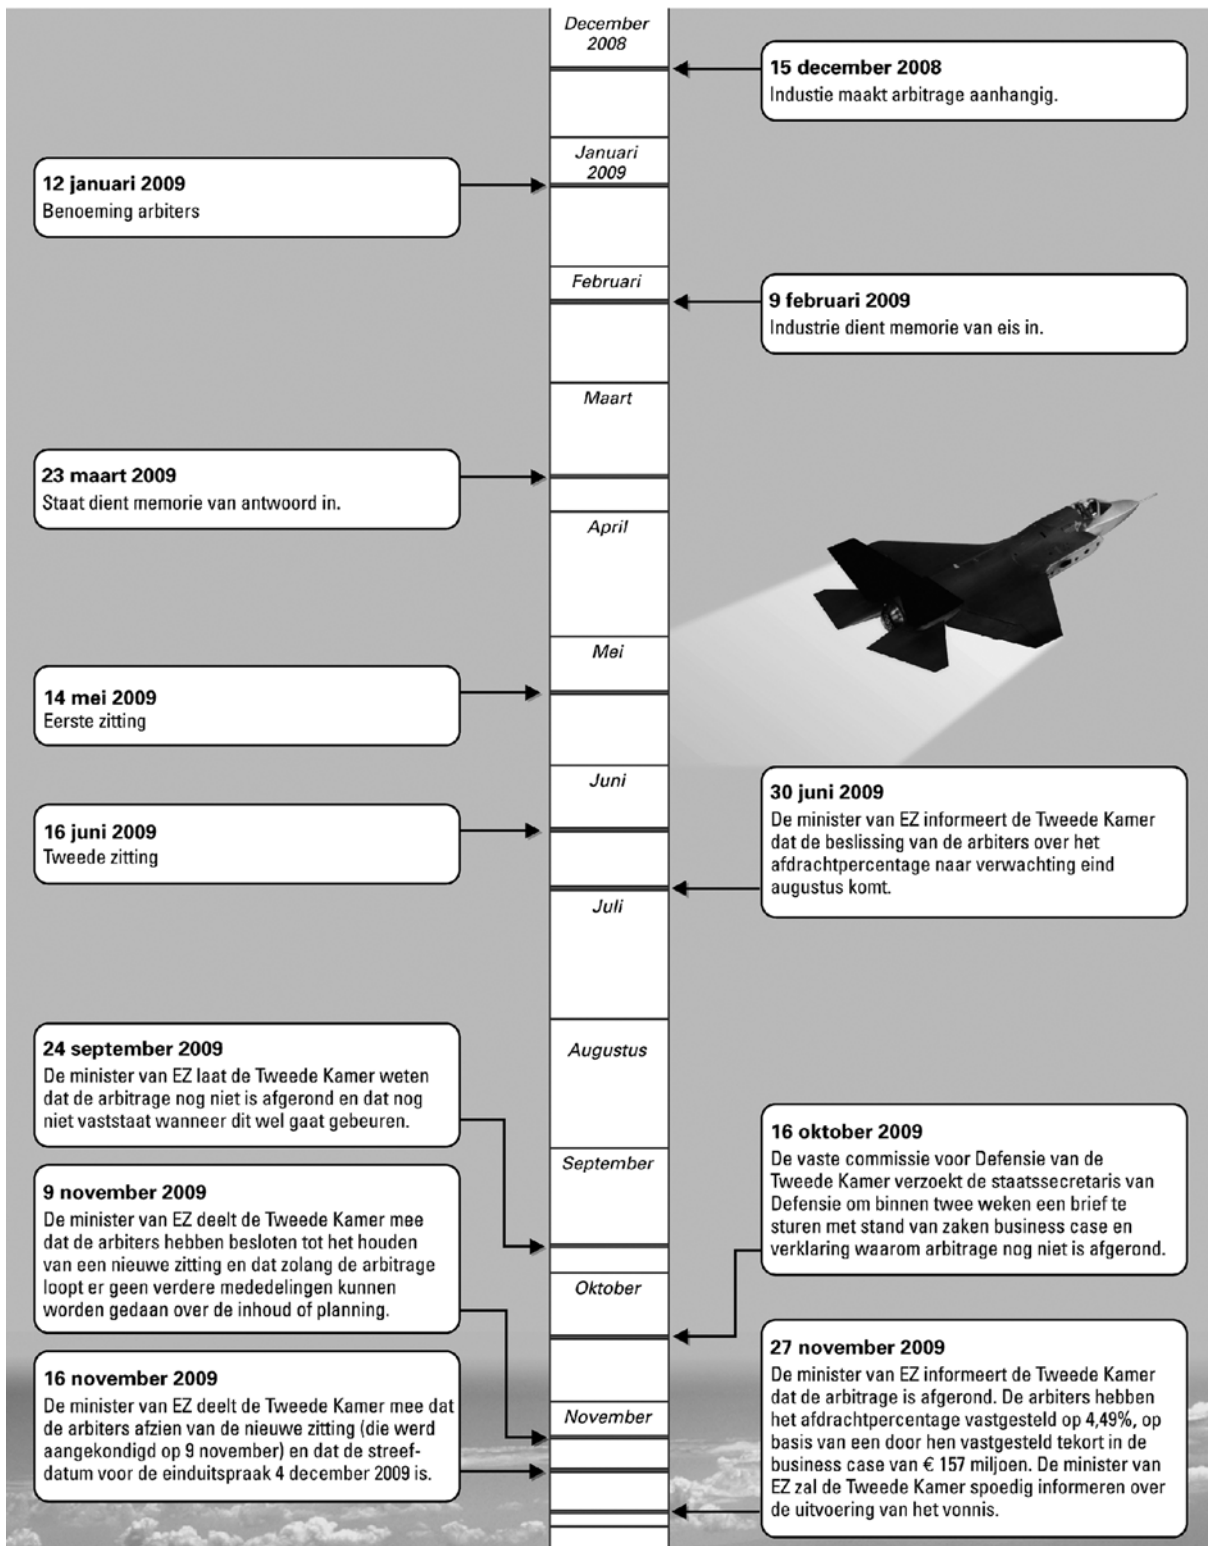 December
2008
15 december 2008
Industie maakt arbitrage aanhangig.
Januari
2009
12 januari 2009
Benoeming arbiters
Februari
9 februari 2009
Industrie dient memorie van eis in.
Maart
23 maart 2009
Staat dient memorie van antwoord in.
April
Mei
14 mei 2009
Eerste zitting
Juni
30 juni 2009
De minister van EZ informeert de Tweede Kamer
dat de beslissing van de arbiters over het
afdrachtpercentage naar verwachting eind
augustus komt.
16 juni 2009
Tweede zitting
Juli
Augustus
24 september 2009
De minister van EZ laat de Tweede Kamer weten
dat de arbitrage nog niet is afgerond en dat nog
niet vaststaat wanneer dit wel gaat gebeuren.
September
16 oktober 2009
De vaste commissie voor Defensie van de
Tweede Kamer verzoekt de staatssecretaris van
Defensie om binnen twee weken een brief te
sturen met stand van zaken business case en
verklaring waarom arbitrage nog niet is afgerond.
9 november 2009
De minister van EZ deelt de Tweede Kamer mee
dat de arbiters hebben besloten tot het houden
van een nieuwe zitting en dat zolang de arbitrage
loopt er geen verdere mededelingen kunnen
worden gedaan over de inhoud of planning.
Oktober
27 november 2009
De minister van EZ informeert de Tweede Kamer
dat de arbitrage is afgerond. De arbiters hebben
het afdrachtpercentage vastgesteld op 4,49%, op
basis van een door hen vastgesteld tekort in de
business case van € 157 miljoen. De minister van
EZ zal de Tweede Kamer spoedig informeren over
de uitvoering van het vonnis.
16 november 2009
De minister van EZ deelt de Tweede Kamer mee dat
de arbiters afzien van de nieuwe zitting (die werd
aangekondigd op 9 november) en dat de streef-
datum voor de einduitspraak 4 december 2009 is.
November